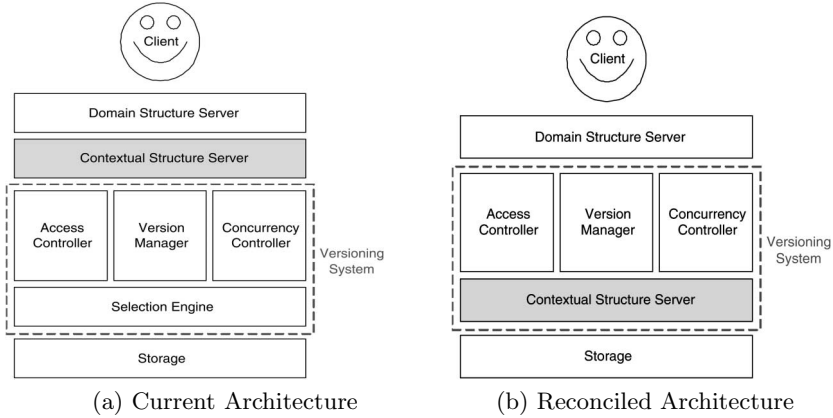 Client
Domain Structure Server
Contextual Structure Server
Access
Controller
Version
Manager
Concurrency
Controller
Versioning
System
Selection Engine
Storage
(a) Current Architecture
Client
Domain Structure Server
Access
Controller
Version
Manager
Concurrency
Controller
Versioning
System
Contextual Structure Server
Storage
(b) Reconciled Architecture